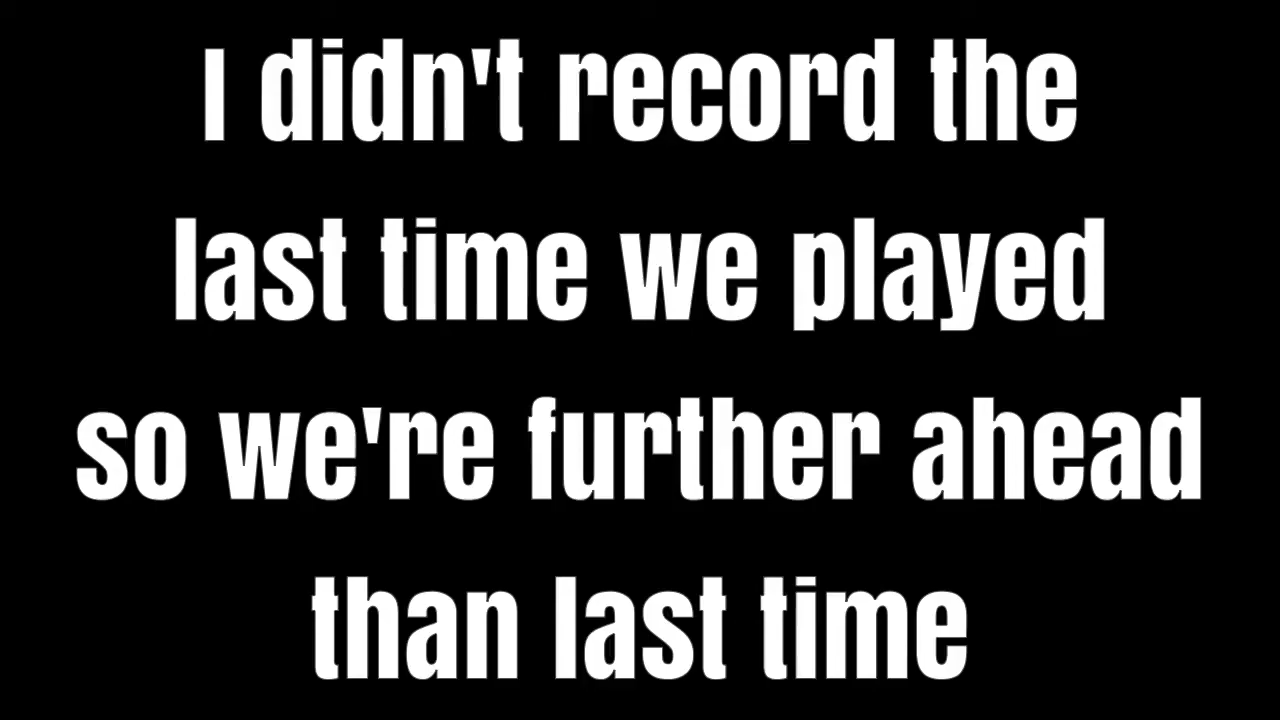 I didn't record the
last time we played
so we're further ahead
than last time